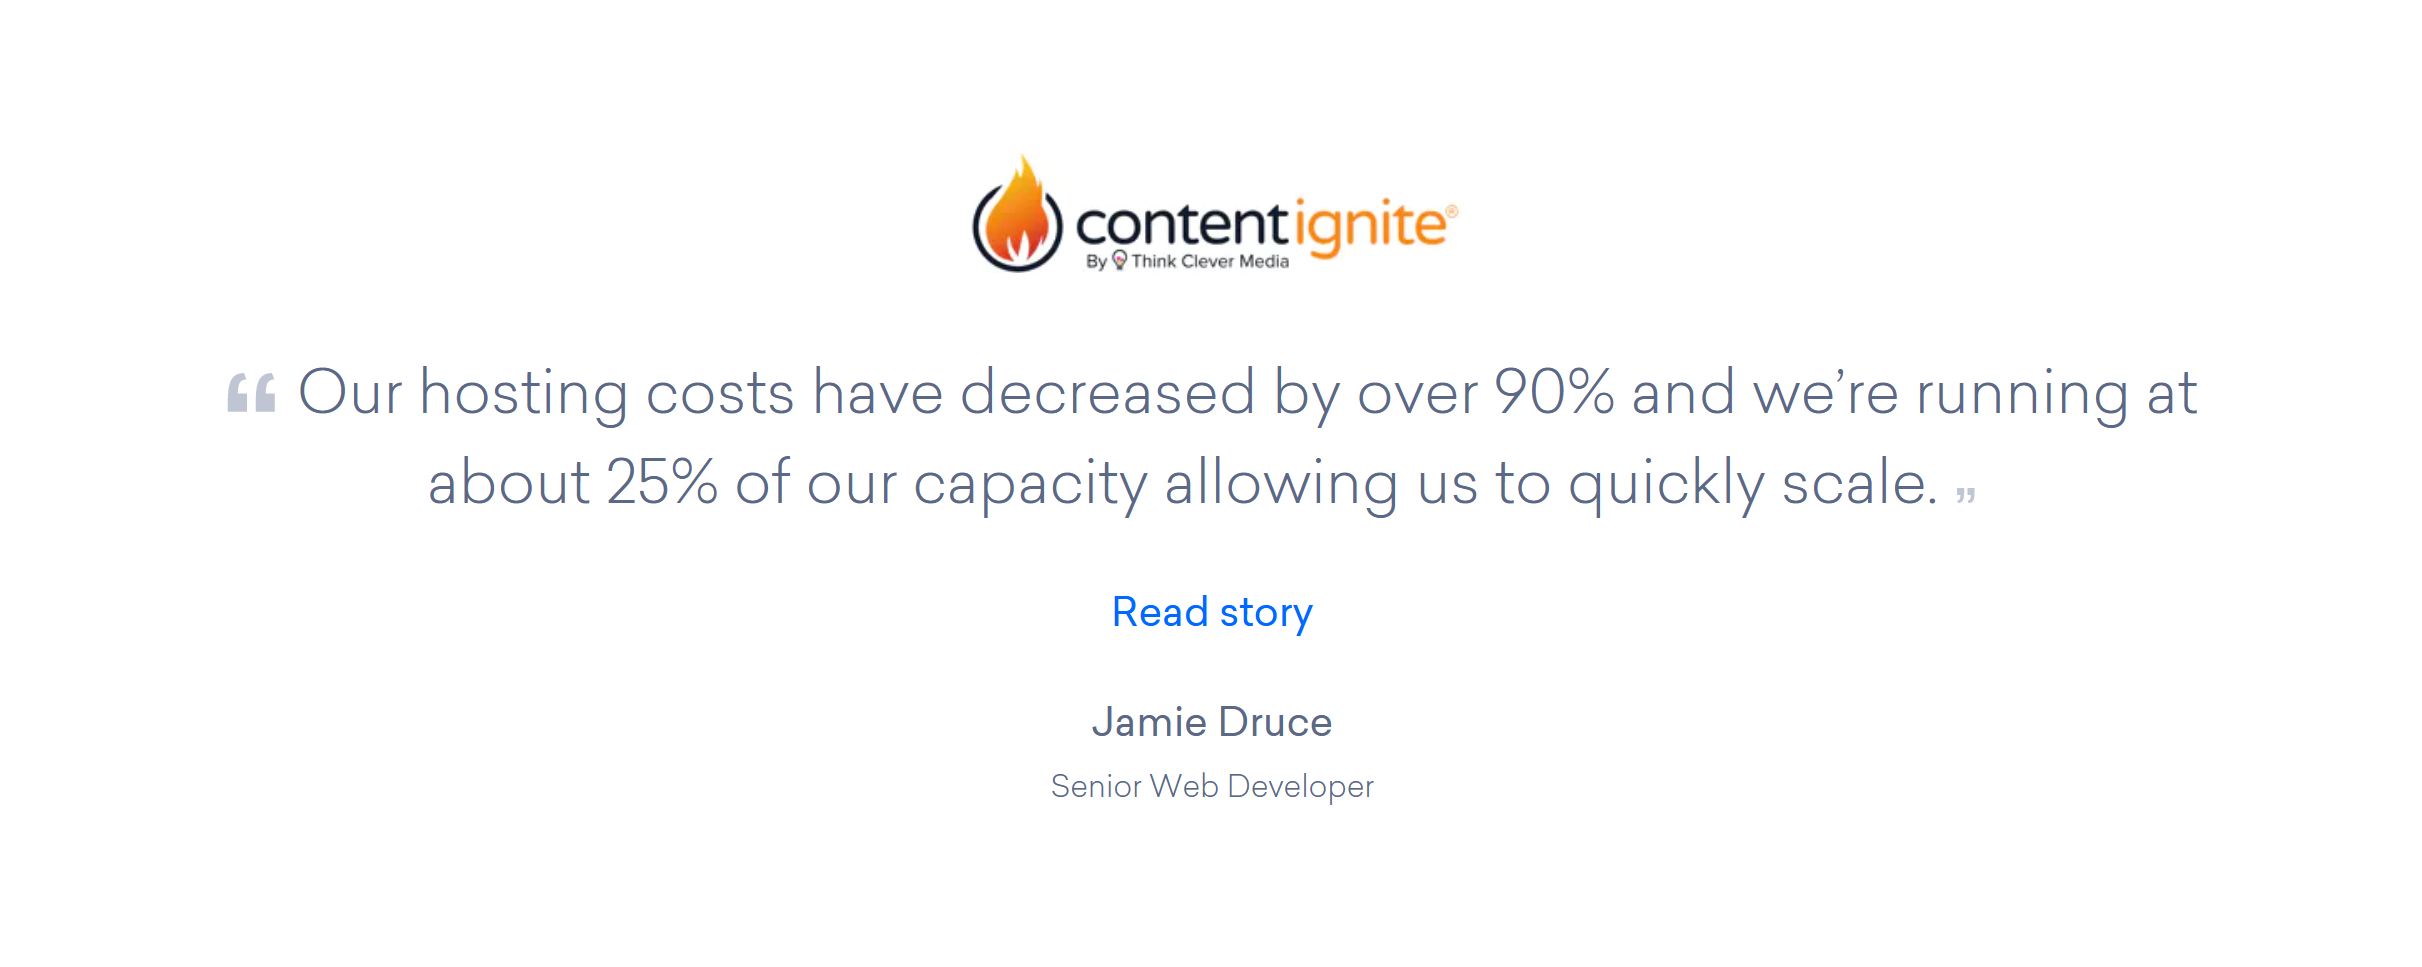 contentignite®
By Think Clever Media
“ Our hosting costs have decreased by over 90% and we’re running at
about 25% of our capacity allowing us to quickly scale. ”
Read story
Jamie Druce
Senior Web Developer